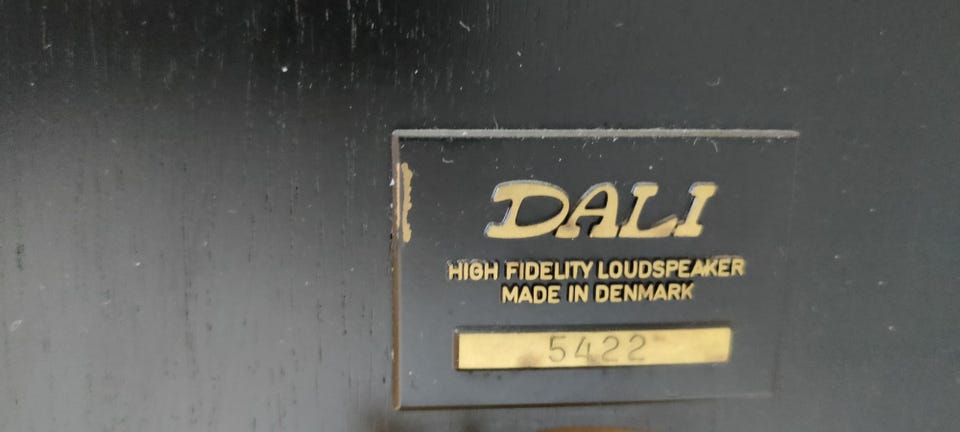 DALI
HIGH FIDELITY LOUDSPEAKER
MADE IN DENMARK
5422